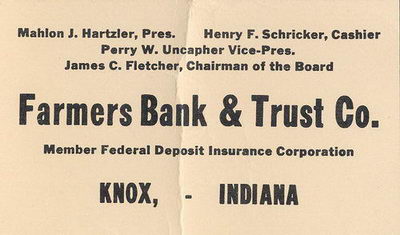 Mahlon J. Hartzler, Pres. Henry F. Schricker, Cashier
Perry W. Uncapher Vice-Pres.
James C. Fletcher, Chairman of the Board
Farmers Bank & Trust Co.
Member Federal Deposit Insurance Corporation
KNOX, - INDIANA